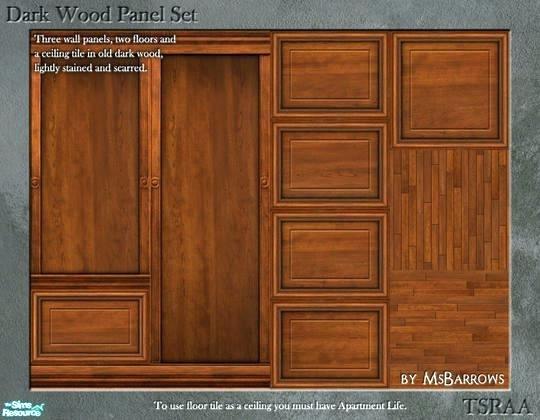 Dark Wood Panel Set
Three wall panels, two floors and
a ceiling tile in old dark wood,
lightly stained and scarred.
by MsBarrows
The Sims
Resource
To use floor tile as a ceiling you must have Apartment Life.
TSRAA